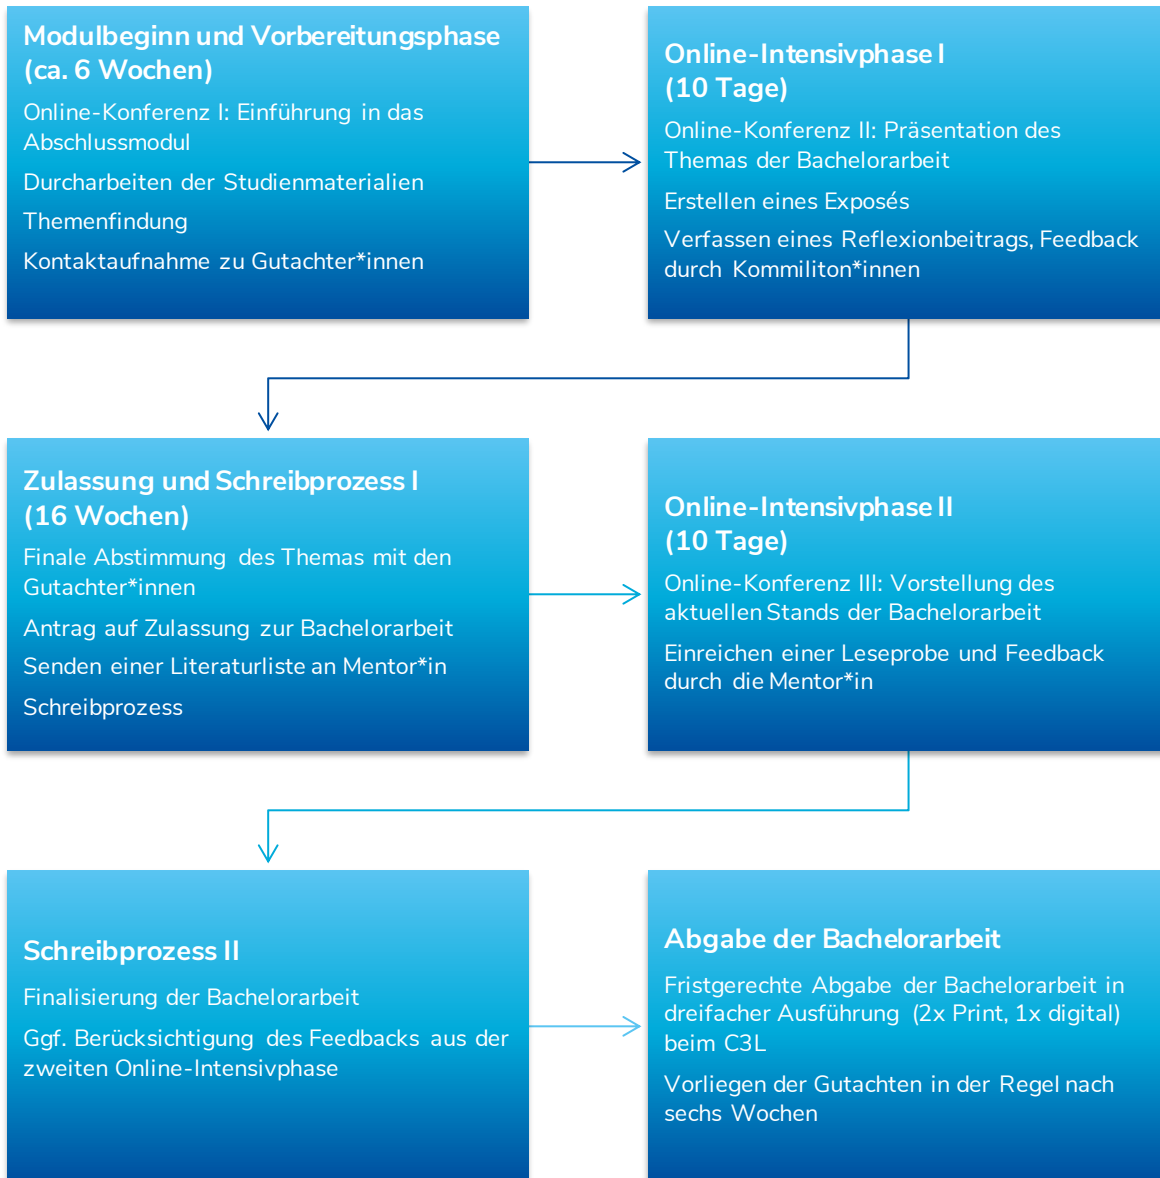 Modulbeginn und Vorbereitungsphase
(ca. 6 Wochen)
Online-Konferenz I: Einführung in das
Abschlussmodul
Durcharbeiten der Studienmaterialien
Themenfindung
Kontaktaufnahme zu Gutachter*innen
Online-Intensivphase I
(10 Tage)
Online-Konferenz II: Präsentation des
Themas der Bachelorarbeit
Erstellen eines Exposés
Verfassen eines Reflexionbeitrags, Feedback
durch Kommiliton*innen
Zulassung und Schreibprozess I
(16 Wochen)
Finale Abstimmung des Themas mit den
Gutachter*innen
Antrag auf Zulassung zur Bachelorarbeit
Senden einer Literaturliste an Mentor*in
Schreibprozess
Online-Intensivphase II
(10 Tage)
Online-Konferenz III: Vorstellung des
aktuellen Stands der Bachelorarbeit
Einreichen einer Leseprobe und Feedback
durch die Mentor*in
Schreibprozess II
Finalisierung der Bachelorarbeit
Ggf. Berücksichtigung des Feedbacks aus der
zweiten Online-Intensivphase
Abgabe der Bachelorarbeit
Fristgerechte Abgabe der Bachelorarbeit in
dreifacher Ausführung (2x Print, 1x digital)
beim C3L
Vorliegen der Gutachten in der Regel nach
sechs Wochen